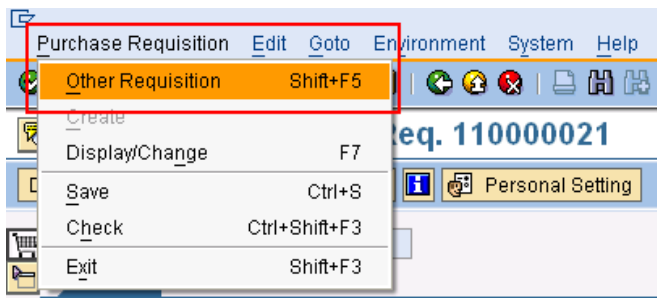 Purchase Requisition Edit Goto Environment System Help
Other Requisition Shift+F5
Create
eq. 110000021
Display/Change F7
Save Ctrl+S
Personal Setting
Check Ctrl+Shift+F3
Exit Shift+F3